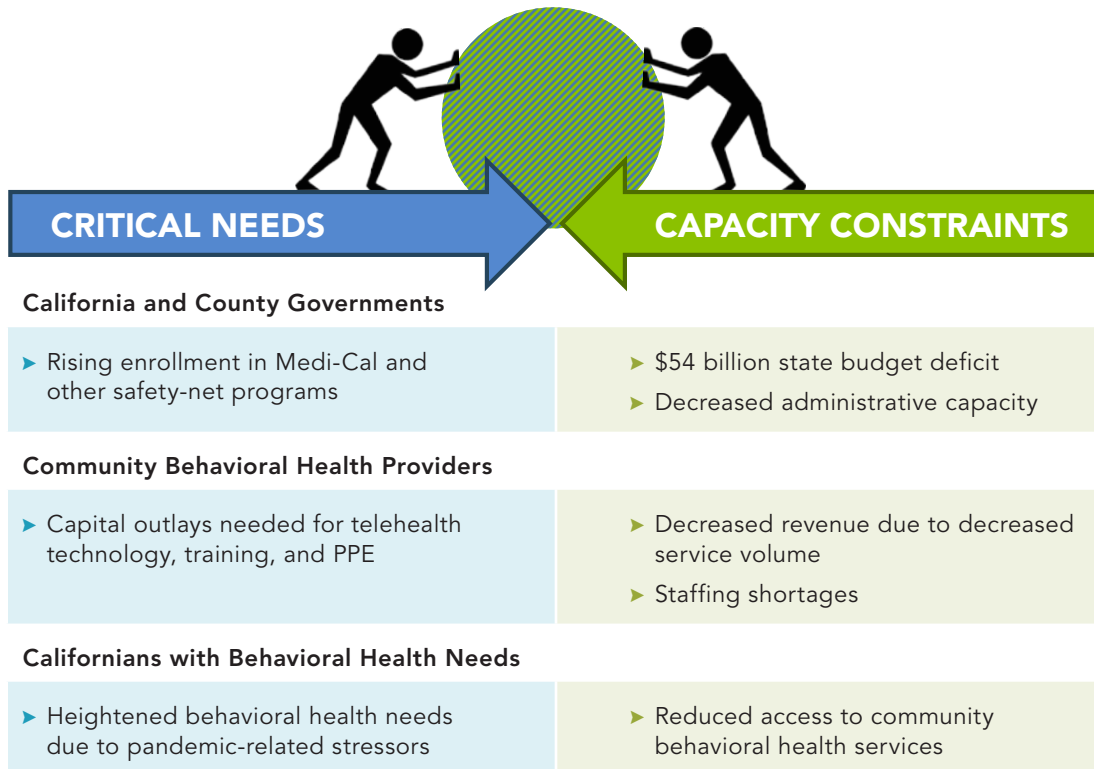 CRITICAL NEEDS
CAPACITY CONSTRAINTS
California and County Governments
➤ Rising enrollment in Medi-Cal and
other safety-net programs
➤ $54 billion state budget deficit
➤ Decreased administrative capacity
Community Behavioral Health Providers
➤ Capital outlays needed for telehealth
technology, training, and PPE
➤ Decreased revenue due to decreased
service volume
➤ Staffing shortages
Californians with Behavioral Health Needs
➤ Heightened behavioral health needs
due to pandemic-related stressors
➤ Reduced access to community
behavioral health services